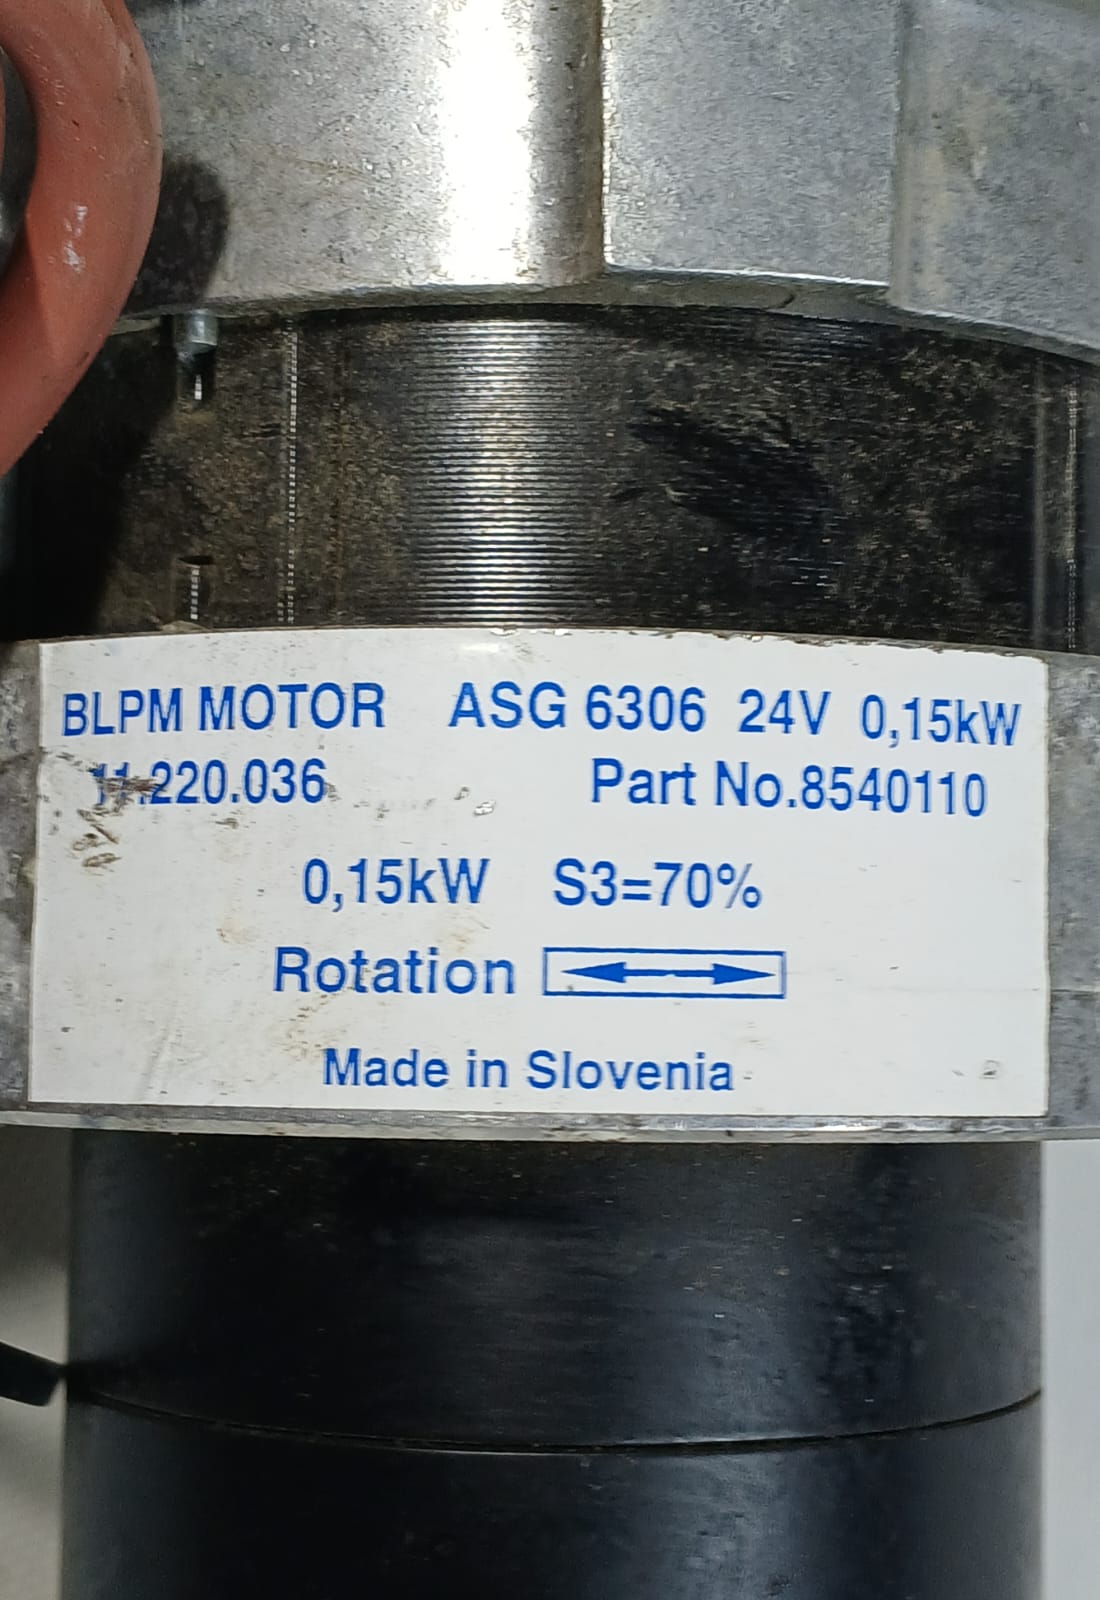 BLPM MOTOR ASG 6306 24V 0,15kW
11.220.036 Part No.8540110
0,15kW S3=70%
Rotation
Made in Slovenia